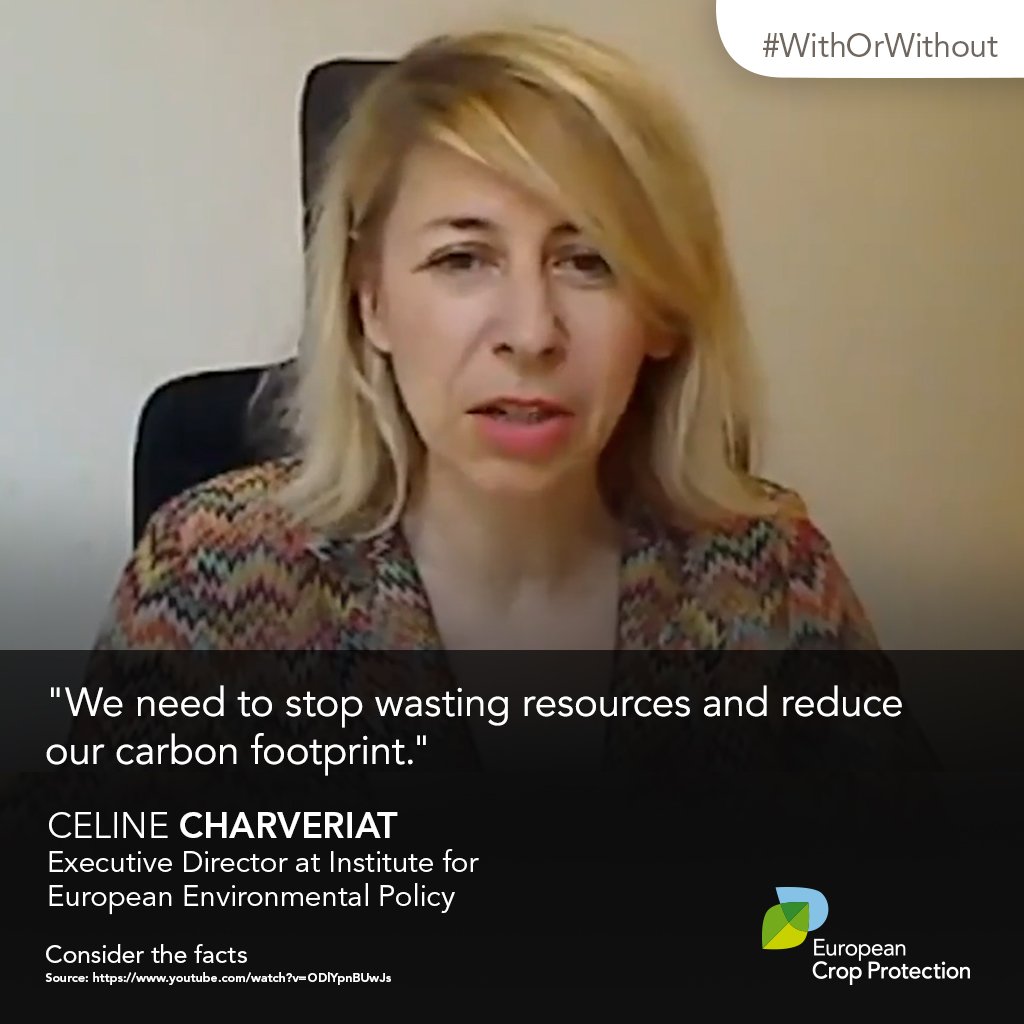 #WithOrWithout
"We need to stop wasting resources and reduce
our carbon footprint."
CELINE CHARVERIAT
Executive Director at Institute for
European Environmental Policy
Consider the facts
Source: https://www.youtube.com/watch?v=ODlYpnBUwJs
European
Crop Protection